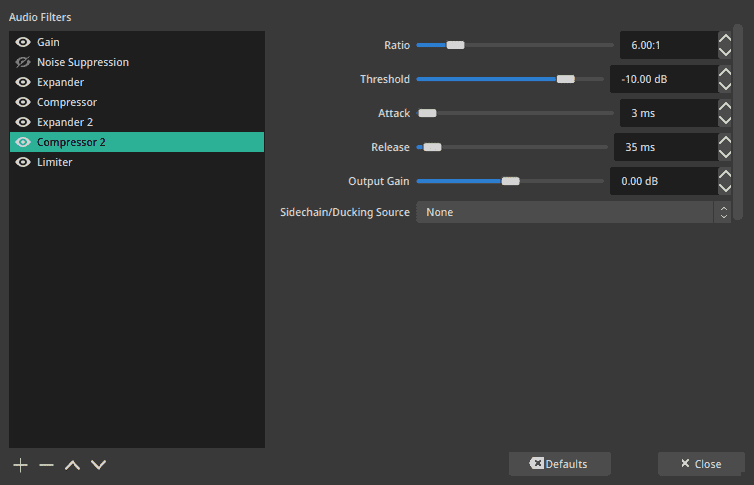 Audio Filters
Gain
Noise Suppression
Expander
Compressor
Expander 2
Compressor 2
Limiter
Ratio 6.00:1
Threshold -10.00 dB
Attack 3 ms
Release 35 ms
Output Gain 0.00 dB
Sidechain/Ducking Source None
Defaults
Close